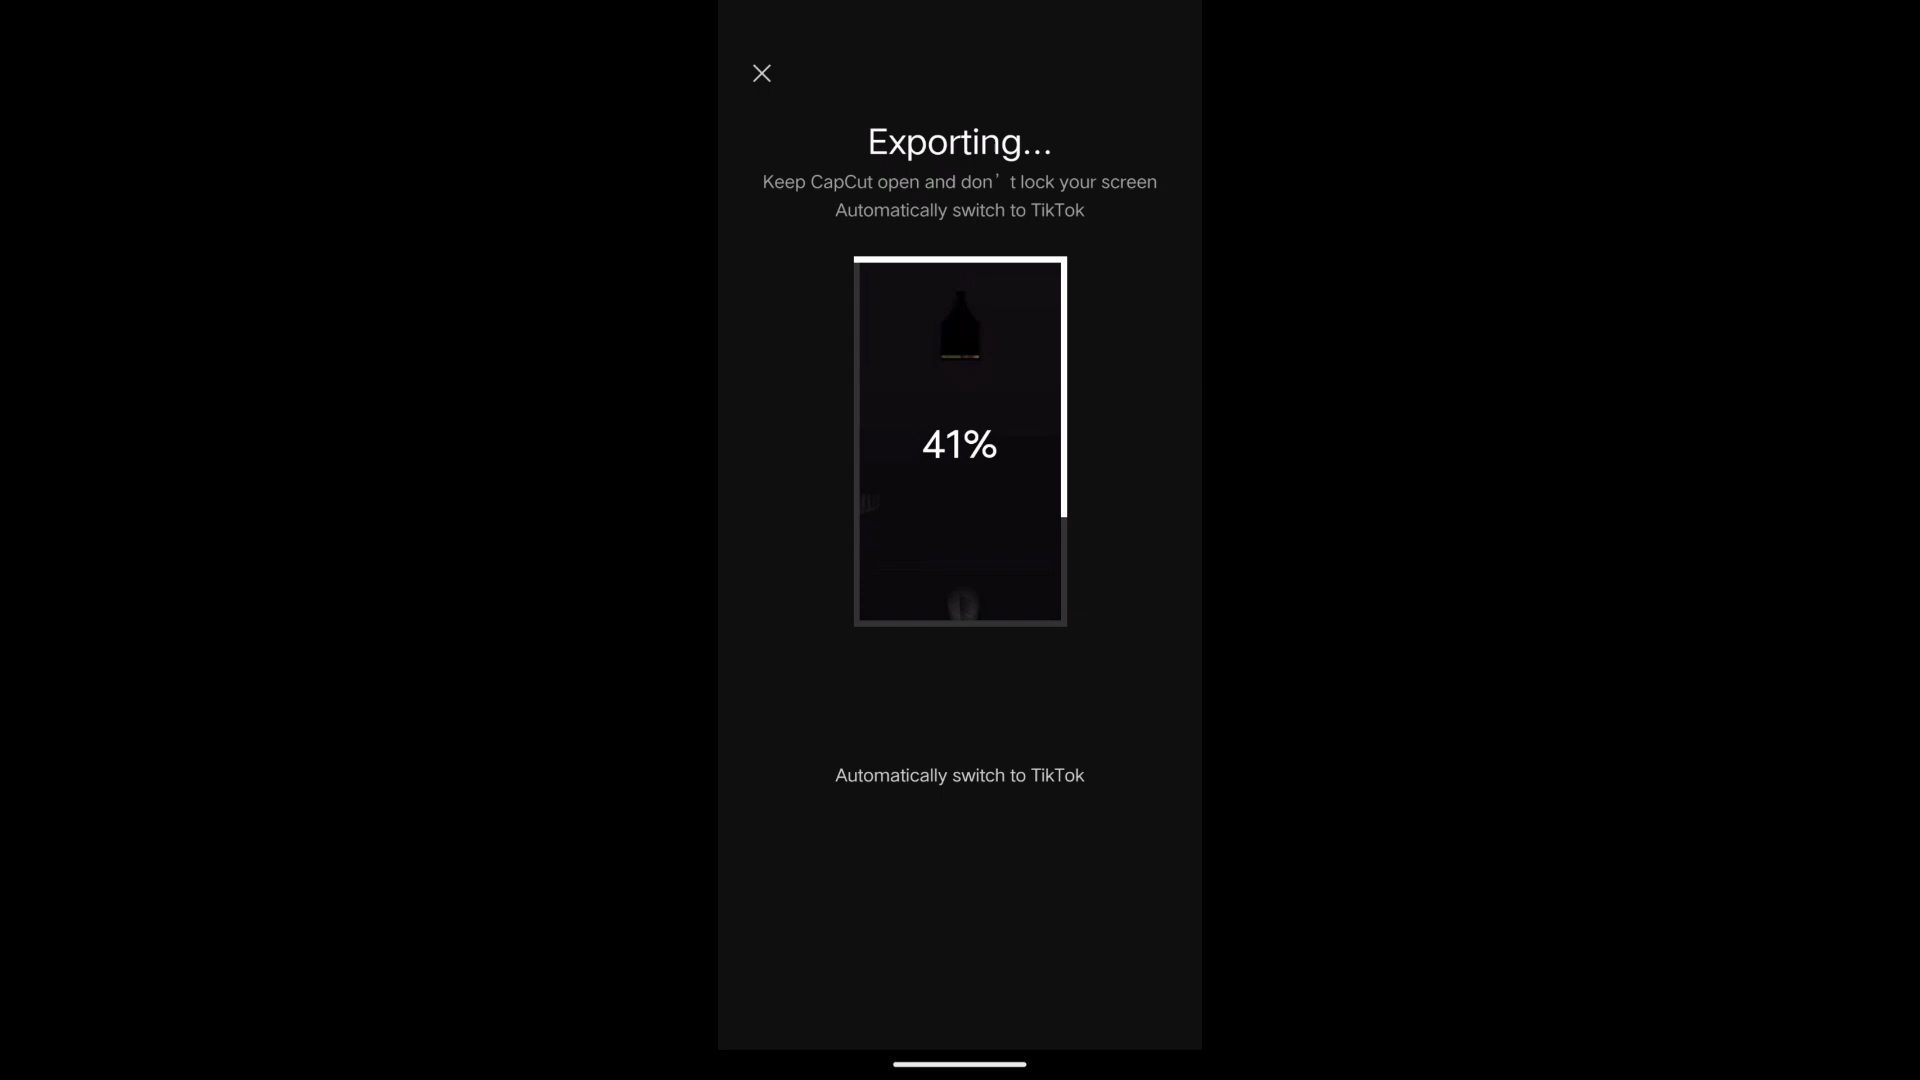 Exporting...
Keep CapCut open and don’t lock your screen
Automatically switch to TikTok
41%
Automatically switch to TikTok